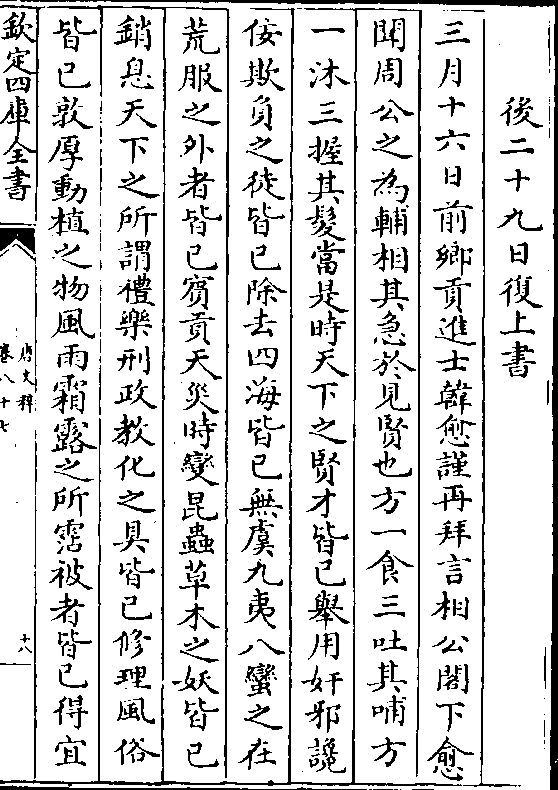 後二十九日復上書
三月十六日前鄉貢進士韓愈謹再拜言相公閣下愈
聞周公之為輔相其急於見賢也方一食三吐其哺方
一沐三握其髮當是時天下之賢才皆已舉用奸邪讒
佞欺負之徒皆已除去四海皆已無虞九夷八蠻之在
荒服之外者皆已賓貢天災時變昆蟲草木之妖皆已
銷息天下之所謂禮樂刑政教化之具皆已修理風俗
皆已敦厚動植之物風雨霜露之所霑被者皆已得宜
欽定四庫全書
唐文粹
卷八十七
十八